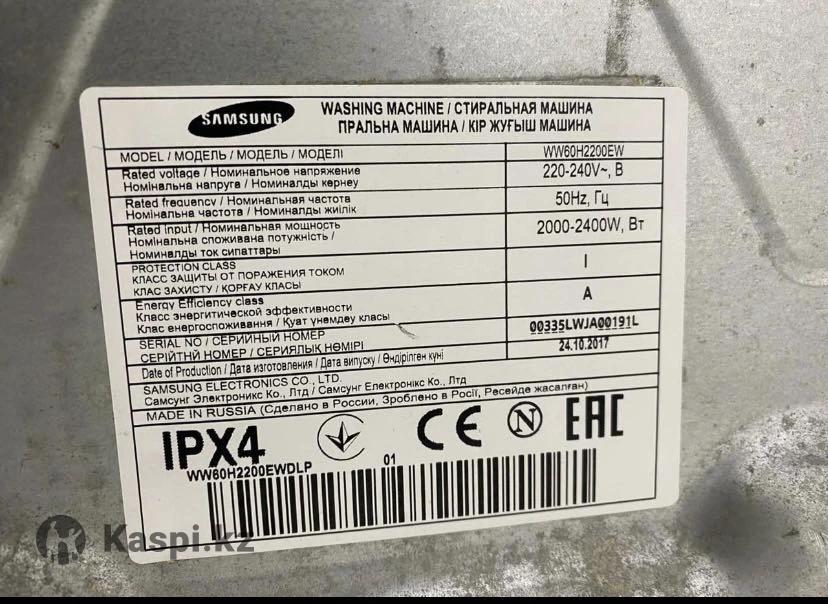 SAMSUNG
WASHING MACHINE / СТИРАЛЬНАЯ МАШИНА
ПРАЛЬНА МАШИНА / КІР ЖУҒЫШ МАШИНА
MODEL / МОДЕЛЬ / МОДЕЛЬ / МОДЕЛІ WW60H2200EW
Rated voltage / Номинальное напряжение
Номінальна напруга / Номиналды кернеу
220-240V~, В
Rated frequency / Номинальная частота
Номінальна частота / Номиналды жиілік
50Hz, Гц
Rated input / Номинальная мощность
Номінальна споживана потужність /
Номиналды ток сипаттары
2000-2400W, Вт
PROTECTION CLASS
КЛАСС ЗАЩИТЫ ОТ ПОРАЖЕНИЯ ТОКОМ
КЛАС ЗАХИСТУ / ҚОРҒАУ КЛАСЫ
I
Energy Efficiency class
Класс энергетической эффективности
Клас енергоспоживання / Қуат үнемдеу класы
A
SERIAL NO / СЕРИЙНЫЙ НОМЕР
СЕРІЙТНЙ НОМЕР / СЕРИЯЛЫҚ НӨМІРІ
00335LWJA00191L
Date of Production / Дата изготовления / Дата випуску / Өндірілген күні
24.10.2017
SAMSUNG ELECTRONICS CO., LTD.
Самсунг Электроникс Ко., Лтд / Самсунг Електронікс Ко., Лтд
MADE IN RUSSIA (Сделано в России, Зроблено в Росії, Ресейде жасалған)
IPX4 CE N EAC
WW60H2200EWDLP 01
Kaspi.kz